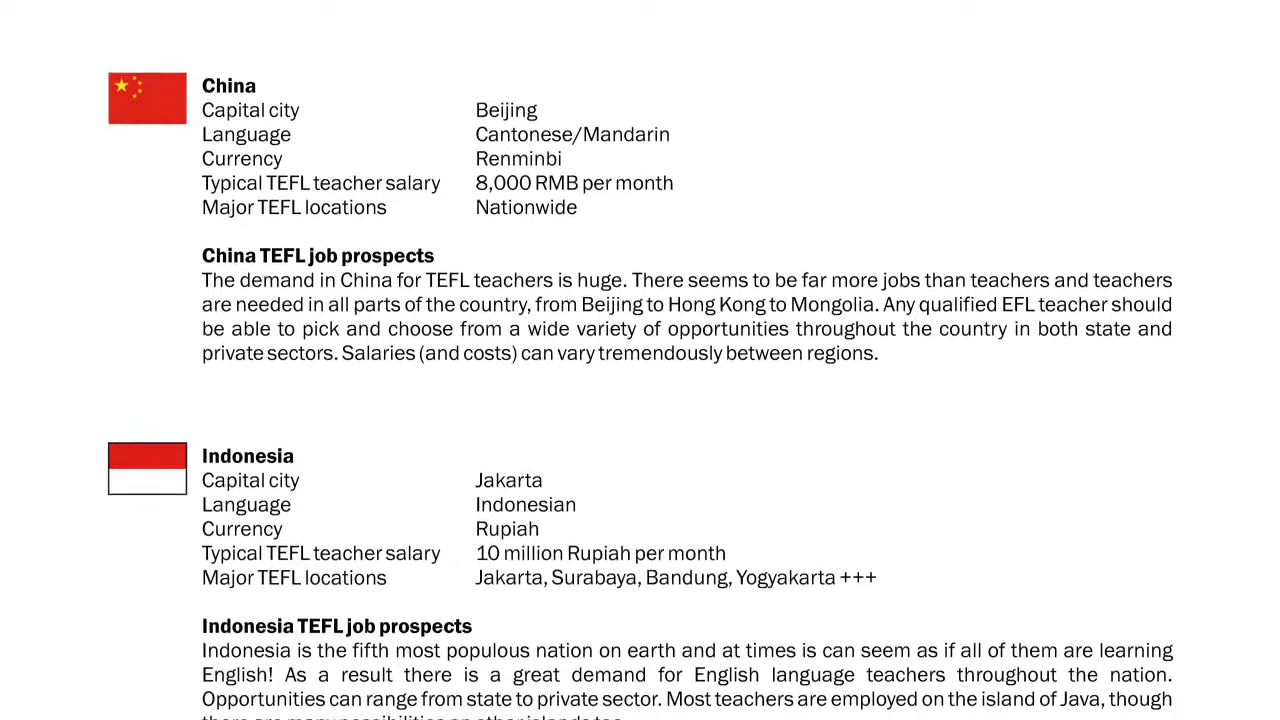 China
Capital city Beijing
Language Cantonese/Mandarin
Currency Renminbi
Typical TEFL teacher salary 8,000 RMB per month
Major TEFL locations Nationwide
China TEFL job prospects
The demand in China for TEFL teachers is huge. There seems to be far more jobs than teachers and teachers
are needed in all parts of the country, from Beijing to Hong Kong to Mongolia. Any qualified EFL teacher should
be able to pick and choose from a wide variety of opportunities throughout the country in both state and
private sectors. Salaries (and costs) can vary tremendously between regions.
Indonesia
Capital city Jakarta
Language Indonesian
Currency Rupiah
Typical TEFL teacher salary 10 million Rupiah per month
Major TEFL locations Jakarta, Surabaya, Bandung, Yogyakarta +++
Indonesia TEFL job prospects
Indonesia is the fifth most populous nation on earth and at times is can seem as if all of them are learning
English! As a result there is a great demand for English language teachers throughout the nation.
Opportunities can range from state to private sector. Most teachers are employed on the island of Java, though